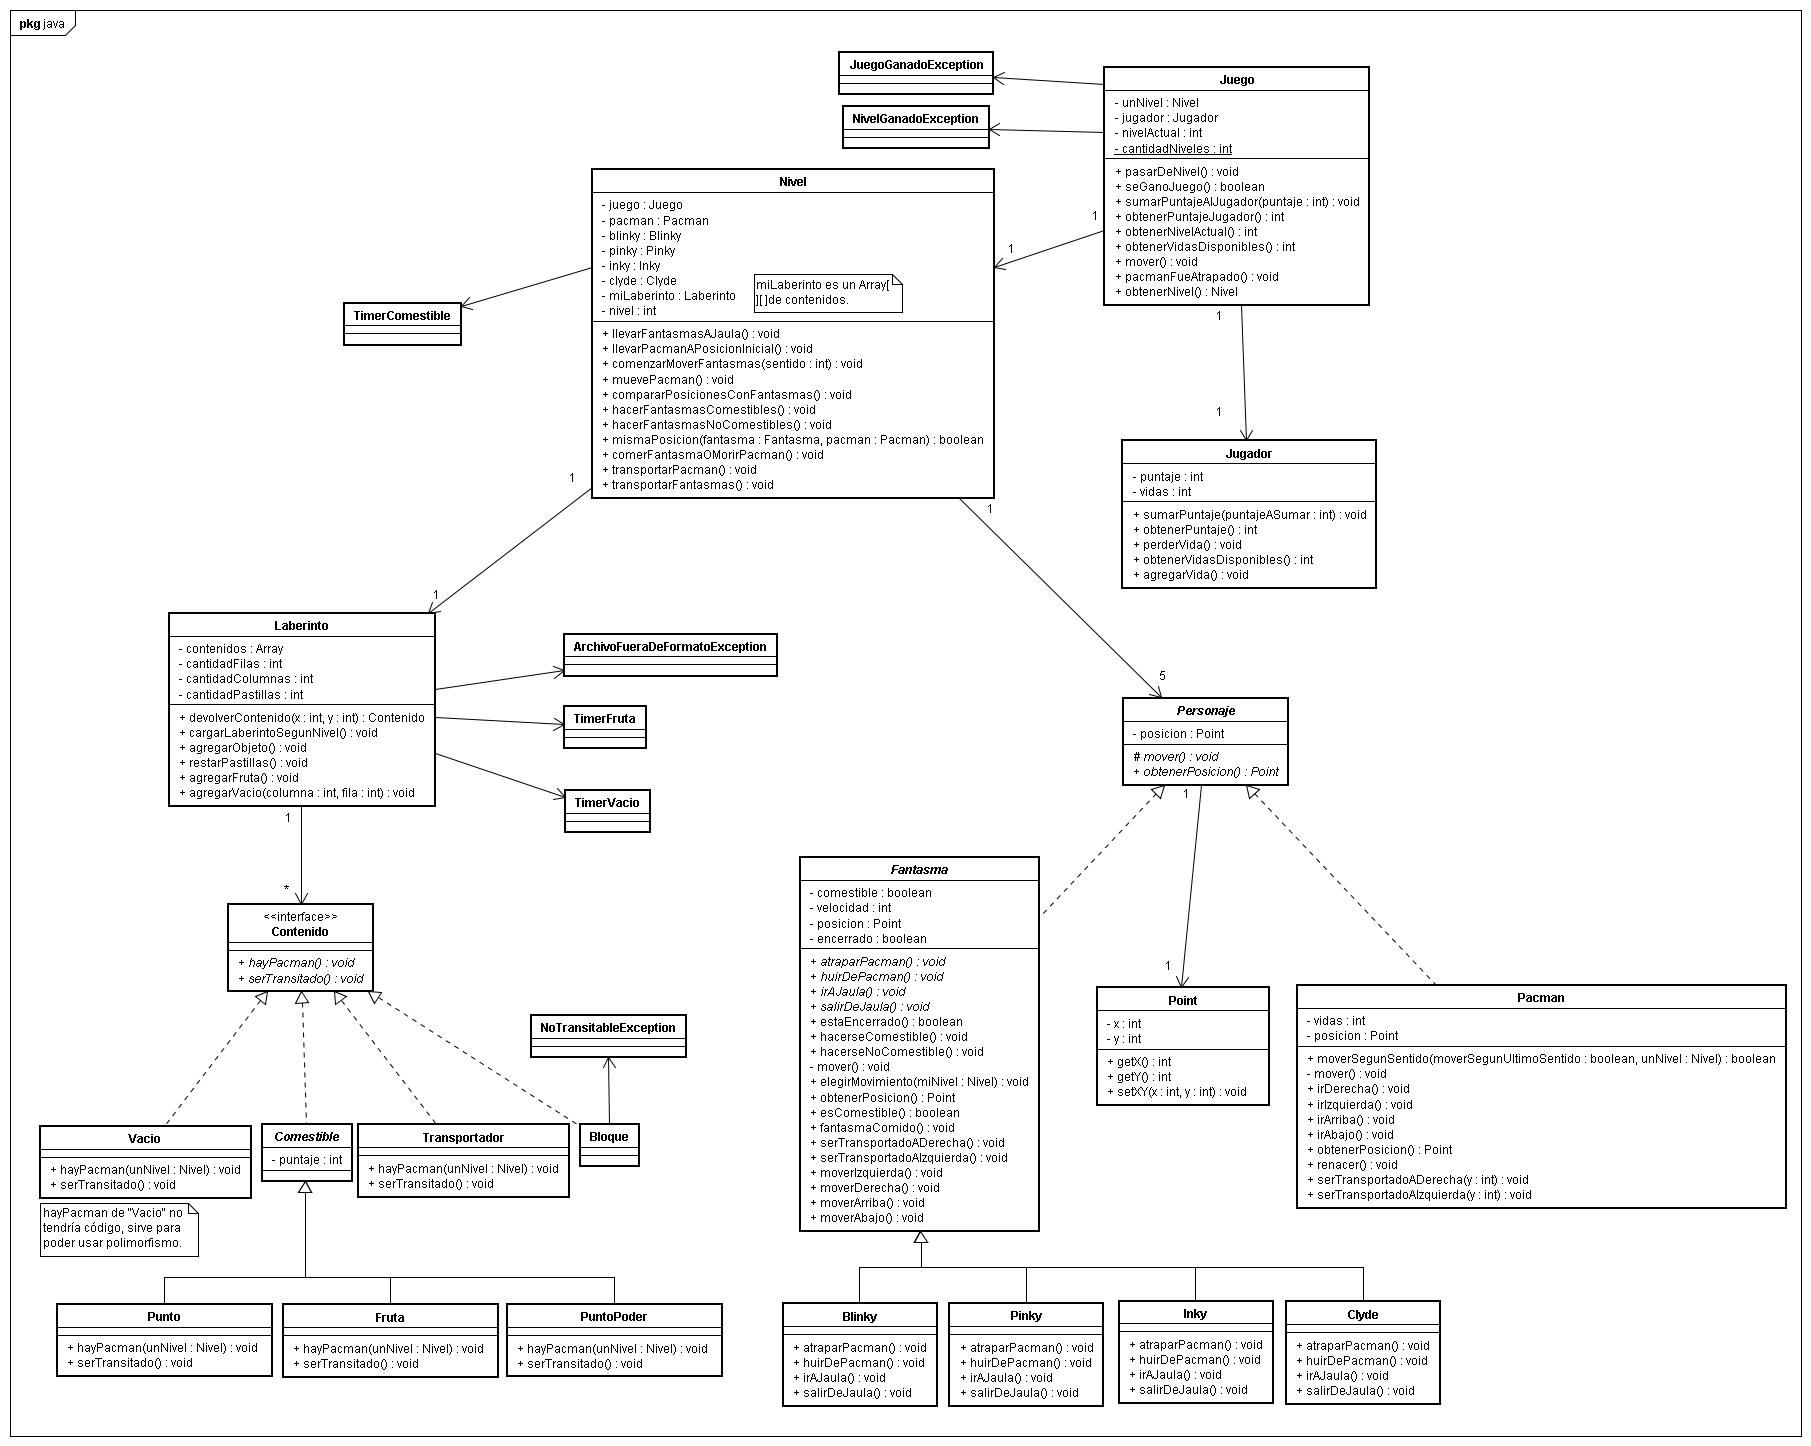 pkg java
JuegoGanadoException
NivelGanadoException
Juego
- unNivel : Nivel
- jugador : Jugador
- nivelActual : int
- cantidadNiveles : int
+ pasarDeNivel() : void
+ seGanoJuego() : boolean
+ sumarPuntajeAlJugador(puntaje : int) : void
+ obtenerPuntajeJugador() : int
+ obtenerNivelActual() : int
+ obtenerVidasDisponibles() : int
+ mover() : void
+ pacmanFueAtrapado() : void
+ obtenerNivel() : Nivel
1
1
1
1
Nivel
- juego : Juego
- pacman : Pacman
- blinky : Blinky
- pinky : Pinky
- inky : Inky
- clyde : Clyde
- miLaberinto : Laberinto
- nivel : int
miLaberinto es un Array[
][]de contenidos.
+ llevarFantasmasAJaula() : void
+ llevarPacmanAPosicionInicial() : void
+ comenzarMoverFantasmas(sentido : int) : void
+ muevePacman() : void
+ compararPosicionesConFantasmas() : void
+ hacerFantasmasComestibles() : void
+ hacerFantasmasNoComestibles() : void
+ mismaPosicion(fantasma : Fantasma, pacman : Pacman) : boolean
+ comerFantasmaOMorirPacman() : void
+ transportarPacman() : void
+ transportarFantasmas() : void
TimerComestible
1
1
1
5
Jugador
- puntaje : int
- vidas : int
+ sumarPuntaje(puntajeASumar : int) : void
+ obtenerPuntaje() : int
+ perderVida() : void
+ obtenerVidasDisponibles() : int
+ agregarVida() : void
Laberinto
- contenidos : Array
- cantidadFilas : int
- cantidadColumnas : int
- cantidadPastillas : int
+ devolverContenido(x : int, y : int) : Contenido
+ cargarLaberintoSegunNivel() : void
+ agregarObjeto() : void
+ restarPastillas() : void
+ agregarFruta() : void
+ agregarVacio(columna : int, fila : int) : void
ArchivoFueraDeFormatoException
TimerFruta
TimerVacio
1
*
Personaje
- posicion : Point
# mover() : void
+ obtenerPosicion() : Point
1
1
<<interface>>
Contenido
+ hayPacman() : void
+ serTransitado() : void
Fantasma
- comestible : boolean
- velocidad : int
- posicion : Point
- encerrado : boolean
+ atraparPacman() : void
+ huirDePacman() : void
+ irAJaula() : void
+ salirDeJaula() : void
+ estaEncerrado() : boolean
+ hacerseComestible() : void
+ hacerseNoComestible() : void
- mover() : void
+ elegirMovimiento(miNivel : Nivel) : void
+ obtenerPosicion() : Point
+ esComestible() : boolean
+ fantasmaComido() : void
+ serTransportadoADerecha() : void
+ serTransportadoAIzquierda() : void
+ moverIzquierda() : void
+ moverDerecha() : void
+ moverArriba() : void
+ moverAbajo() : void
Point
- x : int
- y : int
+ getX() : int
+ getY() : int
+ setXY(x : int, y : int) : void
Pacman
- vidas : int
- posicion : Point
+ moverSegunSentido(moverSegunUltimoSentido : boolean, unNivel : Nivel) : boolean
- mover() : void
+ irDerecha() : void
+ irIzquierda() : void
+ irArriba() : void
+ irAbajo() : void
+ obtenerPosicion() : Point
+ renacer() : void
+ serTransportadoADerecha(y : int) : void
+ serTransportadoAIzquierda(y : int) : void
NoTransitableException
Vacio
+ hayPacman(unNivel : Nivel) : void
+ serTransitado() : void
hayPacman de "Vacio" no
tendría código, sirve para
poder usar polimorfismo.
Comestible
- puntaje : int
Transportador
+ hayPacman(unNivel : Nivel) : void
+ serTransitado() : void
Bloque
Punto
+ hayPacman(unNivel : Nivel) : void
+ serTransitado() : void
Fruta
+ hayPacman(unNivel : Nivel) : void
+ serTransitado() : void
PuntoPoder
+ hayPacman(unNivel : Nivel) : void
+ serTransitado() : void
Blinky
+ atraparPacman() : void
+ huirDePacman() : void
+ irAJaula() : void
+ salirDeJaula() : void
Pinky
+ atraparPacman() : void
+ huirDePacman() : void
+ irAJaula() : void
+ salirDeJaula() : void
Inky
+ atraparPacman() : void
+ huirDePacman() : void
+ irAJaula() : void
+ salirDeJaula() : void
Clyde
+ atraparPacman() : void
+ huirDePacman() : void
+ irAJaula() : void
+ salirDeJaula() : void